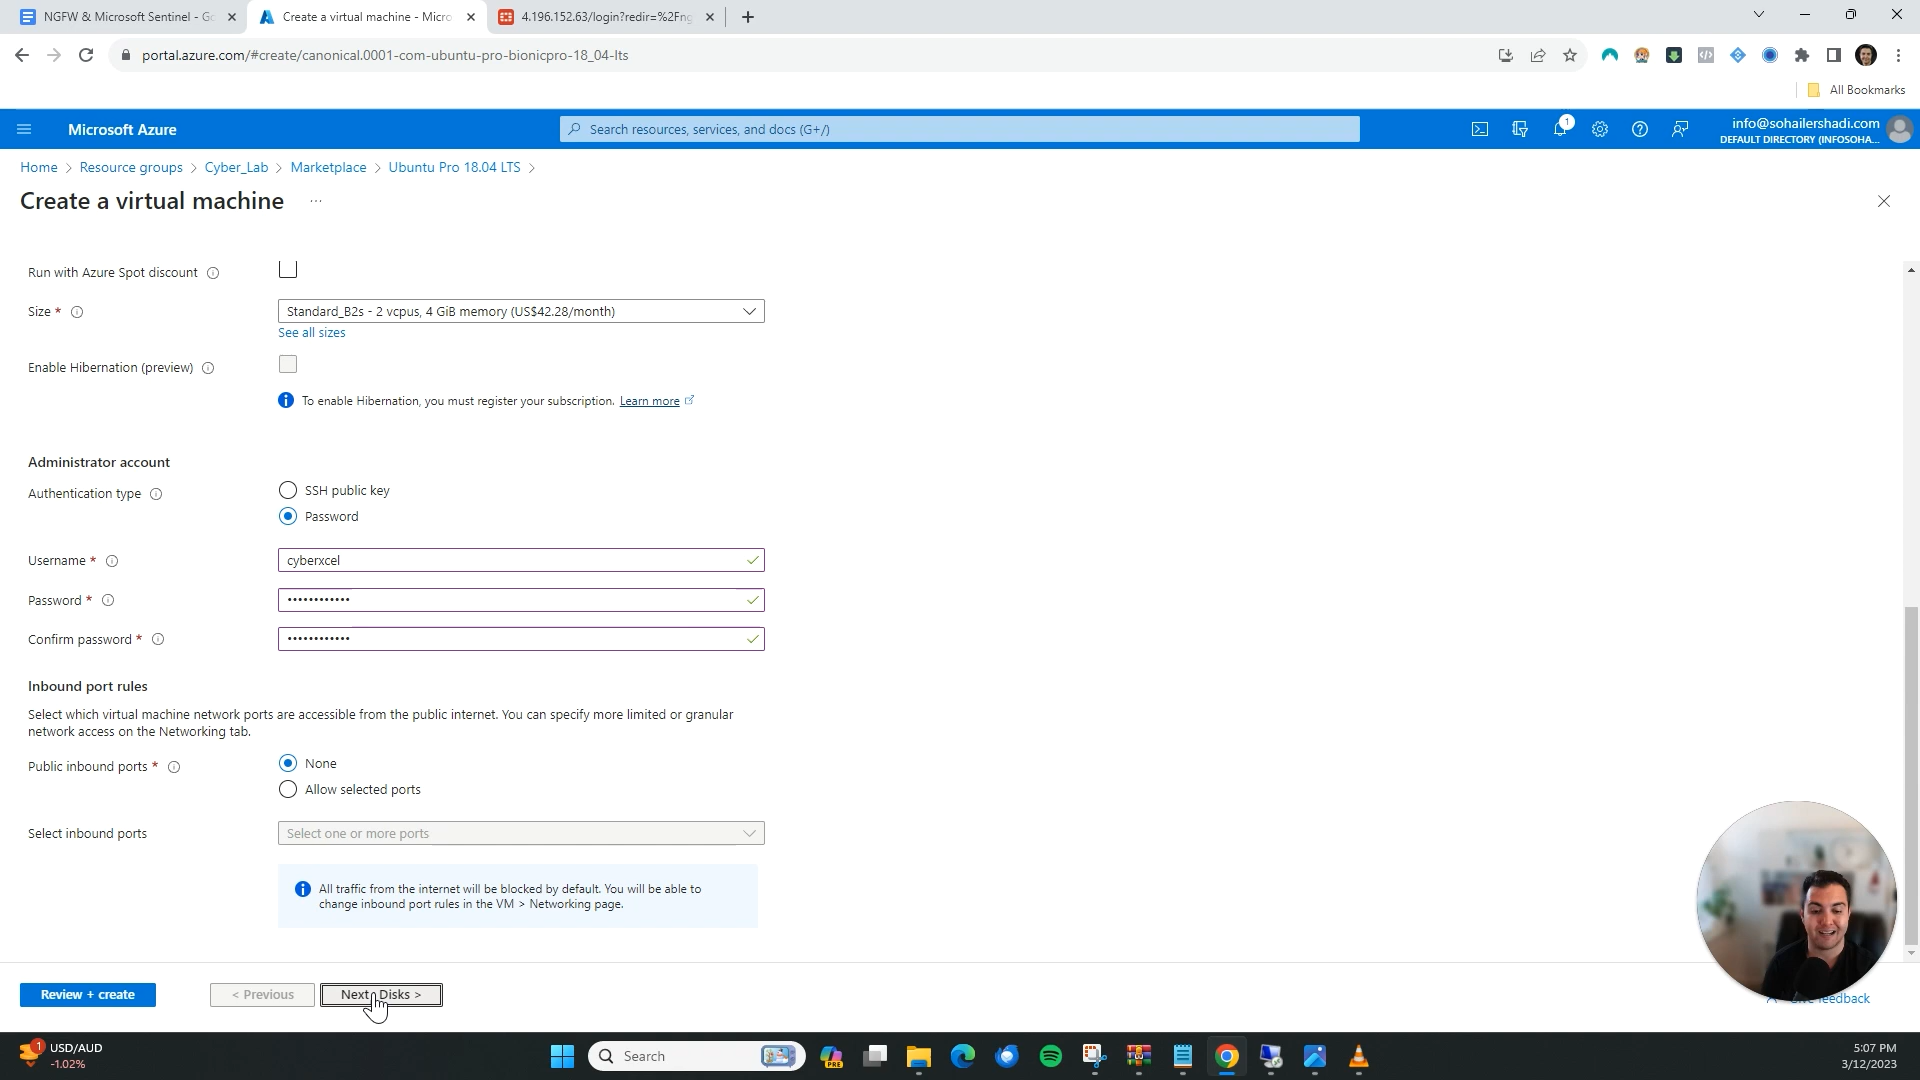 NGFW & Microsoft Sentinel - Go
Create a virtual machine - Micro
4.196.152.63/login?redir=%2Fng
portal.azure.com/#create/canonical.0001-com-ubuntu-pro-bionicpro-18_04-lts
All Bookmarks
Microsoft Azure
Search resources, services, and docs (G+/)
1
info@sohailershadi.com
DEFAULT DIRECTORY (INFOSOHA...
Home > Resource groups > Cyber_Lab > Marketplace > Ubuntu Pro 18.04 LTS >
Create a virtual machine ...
Run with Azure Spot discount
Size *
Standard_B2s - 2 vcpus, 4 GiB memory (US$42.28/month)
See all sizes
Enable Hibernation (preview)
To enable Hibernation, you must register your subscription. Learn more
Administrator account
Authentication type
SSH public key
Password
Username *
cyberxcel
Password *
••••••••••••
Confirm password *
••••••••••••
Inbound port rules
Select which virtual machine network ports are accessible from the public internet. You can specify more limited or granular
network access on the Networking tab.
Public inbound ports *
None
Allow selected ports
Select inbound ports
Select one or more ports
All traffic from the internet will be blocked by default. You will be able to
change inbound port rules in the VM > Networking page.
Review + create
< Previous
Next : Disks >
feedback
1
USD/AUD
-1.02%
Search
PRE
5:07 PM
3/12/2023